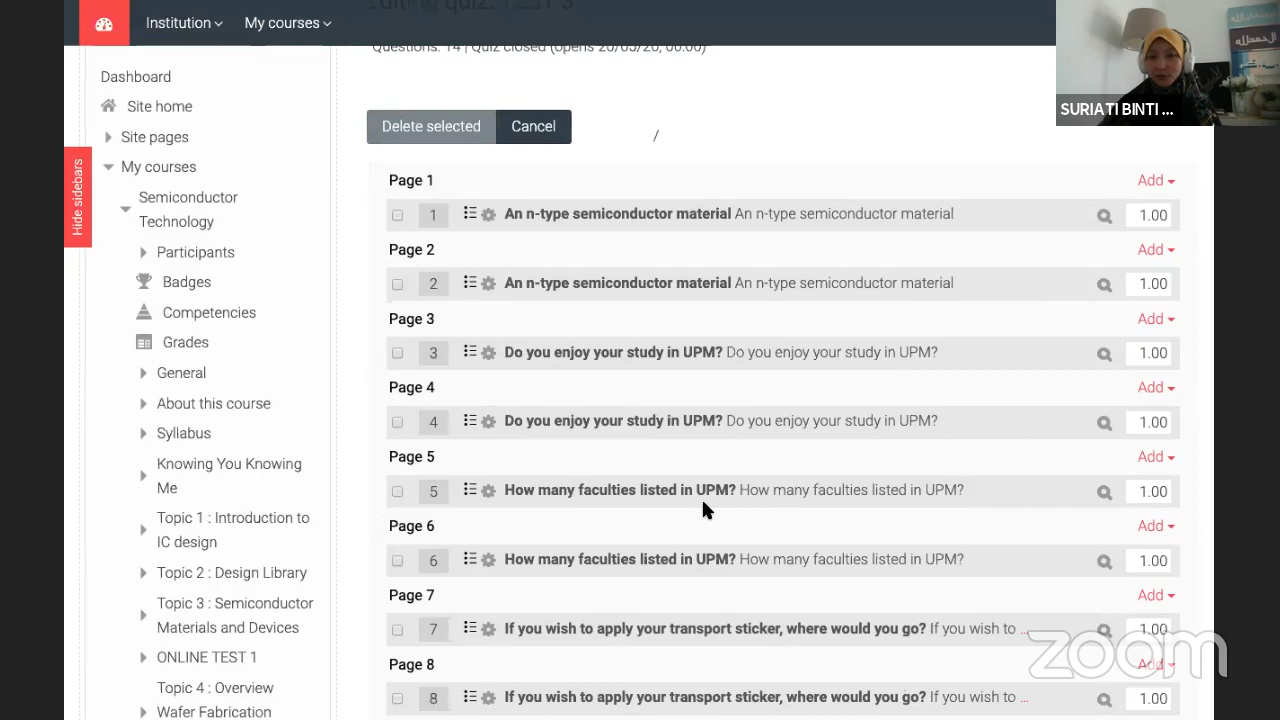 Institution
My courses
Editing quiz:
Questions: 14 | Quiz closed (opens 20/05/20, 00:00)
SURIATI BINTI ...
Dashboard
Site home
Site pages
My courses
Hide sidebars
Semiconductor
Technology
Participants
Badges
Competencies
Grades
General
About this course
Syllabus
Knowing You Knowing
Me
Topic 1 : Introduction to
IC design
Topic 2 : Design Library
Topic 3 : Semiconductor
Materials and Devices
ONLINE TEST 1
Topic 4 : Overview
Wafer Fabrication
Delete selected
Cancel
/
Page 1 Add
1 An n-type semiconductor material An n-type semiconductor material 1.00
Page 2 Add
2 An n-type semiconductor material An n-type semiconductor material 1.00
Page 3 Add
3 Do you enjoy your study in UPM? Do you enjoy your study in UPM? 1.00
Page 4 Add
4 Do you enjoy your study in UPM? Do you enjoy your study in UPM? 1.00
Page 5 Add
5 How many faculties listed in UPM? How many faculties listed in UPM? 1.00
Page 6 Add
6 How many faculties listed in UPM? How many faculties listed in UPM? 1.00
Page 7 Add
7 If you wish to apply your transport sticker, where would you go? If you wish to ... 1.00
Page 8 Add
8 If you wish to apply your transport sticker, where would you go? If you wish to ... 1.00
zoom